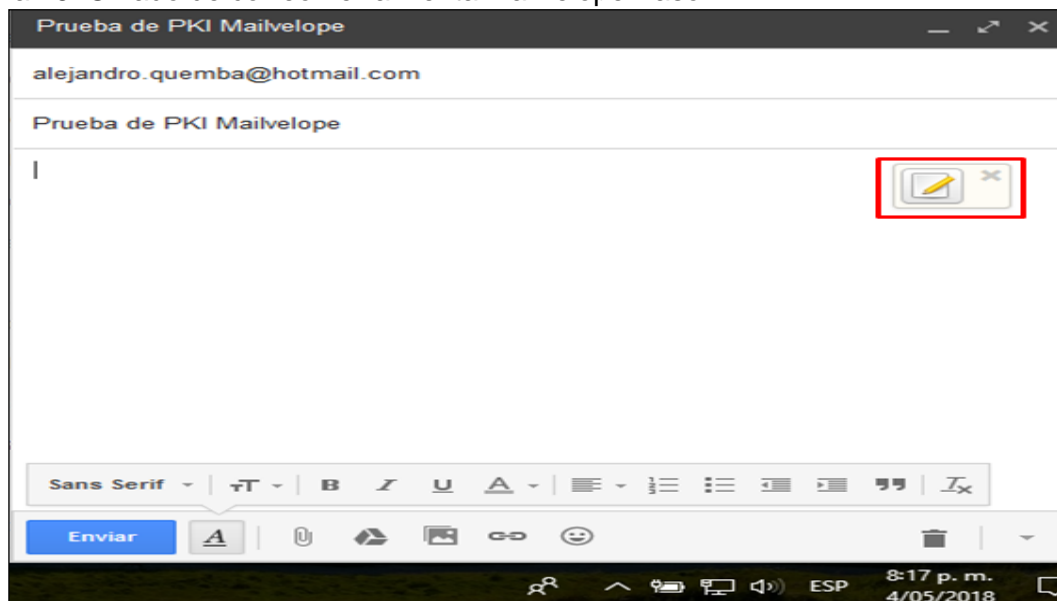 Prueba de PKI Mailvelope
alejandro.quemba@hotmail.com
Prueba de PKI Mailvelope
Sans Serif
Enviar
ESP
8:17 p. m.
4/05/2018